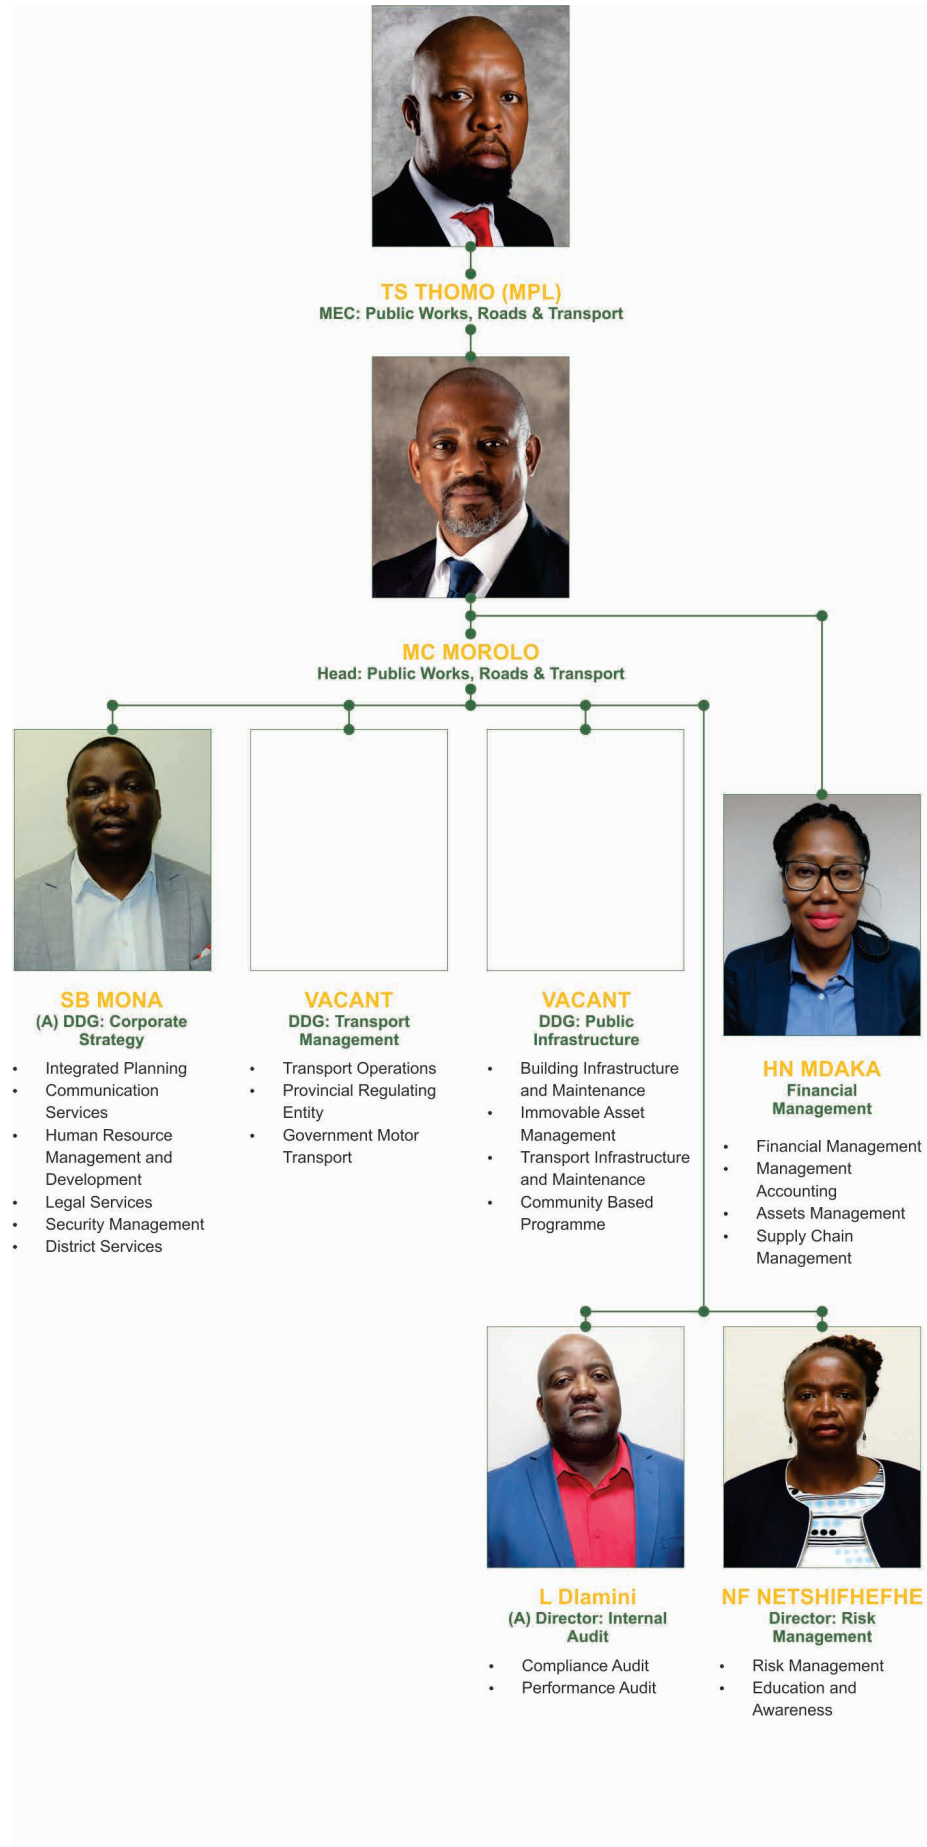 TS THOMO (MPL)
MEC: Public Works, Roads & Transport
MC MOROLO
Head: Public Works, Roads & Transport
SB MONA
(A) DDG: Corporate
Strategy
• Integrated Planning
• Communication
Services
• Human Resource
Management and
Development
• Legal Services
• Security Management
• District Services
VACANT
DDG: Transport
Management
• Transport Operations
• Provincial Regulating
Entity
• Government Motor
Transport
VACANT
DDG: Public
Infrastructure
• Building Infrastructure
and Maintenance
• Immovable Asset
Management
• Transport Infrastructure
and Maintenance
• Community Based
Programme
HN MDAKA
Financial
Management
• Financial Management
• Management
Accounting
• Assets Management
• Supply Chain
Management
L Dlamini
(A) Director: Internal
Audit
• Compliance Audit
• Performance Audit
NF NETSHIFHEFHE
Director: Risk
Management
• Risk Management
• Education and
Awareness